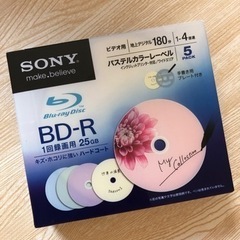 SONY
make.believe
ビデオ用
地上デジタル 180分
1-4倍速
5
PACK
パステルカラーレーベル
Blu-ray Disc
BD-R
1回録画用 25GB
キズ・ホコリに強い ハードコート
My Collection